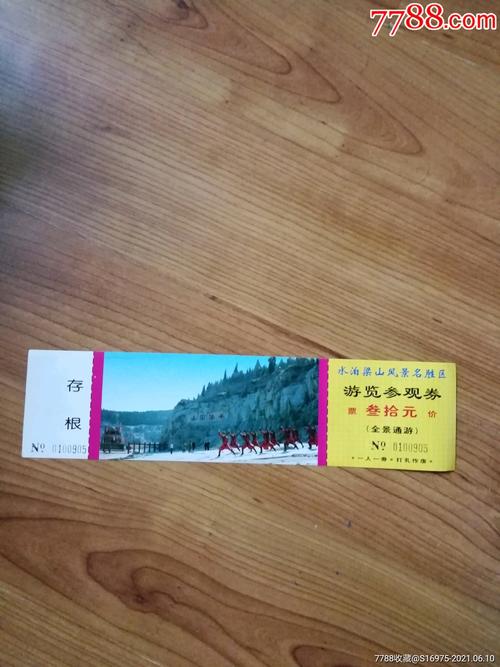 7788.com
存
根
№ 0100905
水泊梁山风景名胜区
游览参观券
票 叁拾元 价
(全景通游)
№ 0100905
·一人一券·打孔作废·
7788收藏@S16975-2021.06.10